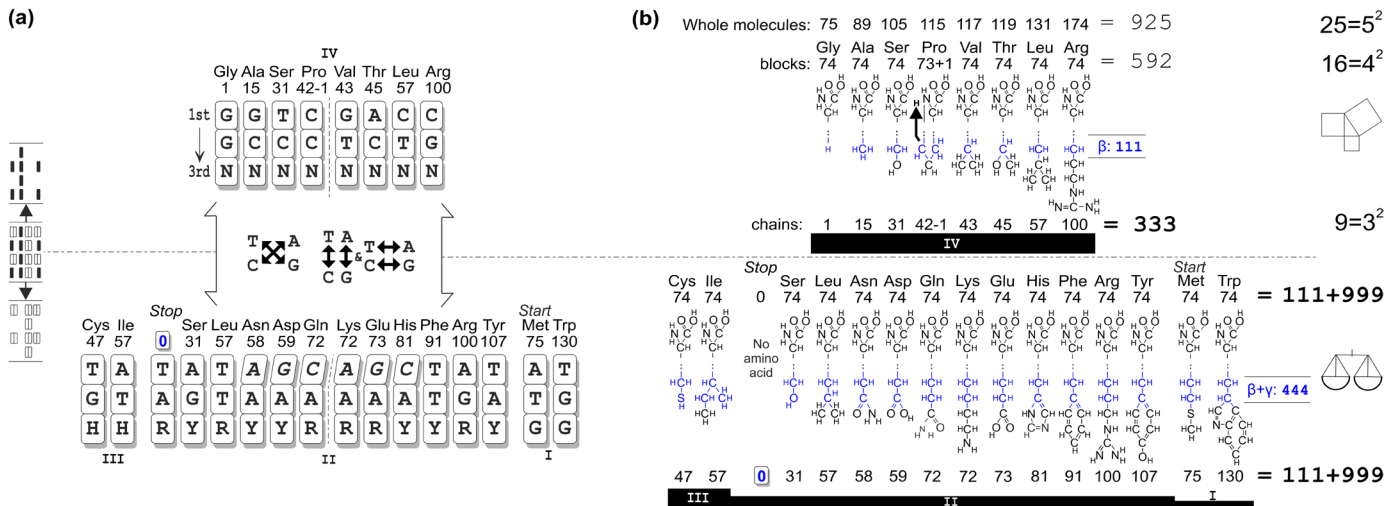 (a)
IV
Gly Ala Ser Pro Val Thr Leu Arg
1 15 31 42-1 43 45 57 100
1st G G T C G A C C
G C C C T C T G
3rd N N N N N N N N
T A T A T A
C G C G & C G
Stop Start
Cys Ile Ser Leu Asn Asp Gln Lys Glu His Phe Arg Tyr Met Trp
47 57 0 31 57 58 59 72 72 73 81 91 100 107 75 130
T A T A T A G C A G C T A T A T
G T A G T A A A A A A T G A T G
H H R Y R Y Y R R R Y Y R Y G G
III II I
(b)
Whole molecules: 75 89 105 115 117 119 131 174 = 925 25=5²
Gly Ala Ser Pro Val Thr Leu Arg
blocks: 74 74 74 73+1 74 74 74 74 = 592 16=4²
β: 111
chains: 1 15 31 42-1 43 45 57 100 = 333 9=3²
IV
Stop Start
Cys Ile Ser Leu Asn Asp Gln Lys Glu His Phe Arg Tyr Met Trp
74 74 0 74 74 74 74 74 74 74 74 74 74 74 74 74 = 111+999
No
amino
acid
β+γ: 444
47 57 0 31 57 58 59 72 72 73 81 91 100 107 75 130 = 111+999
III II I